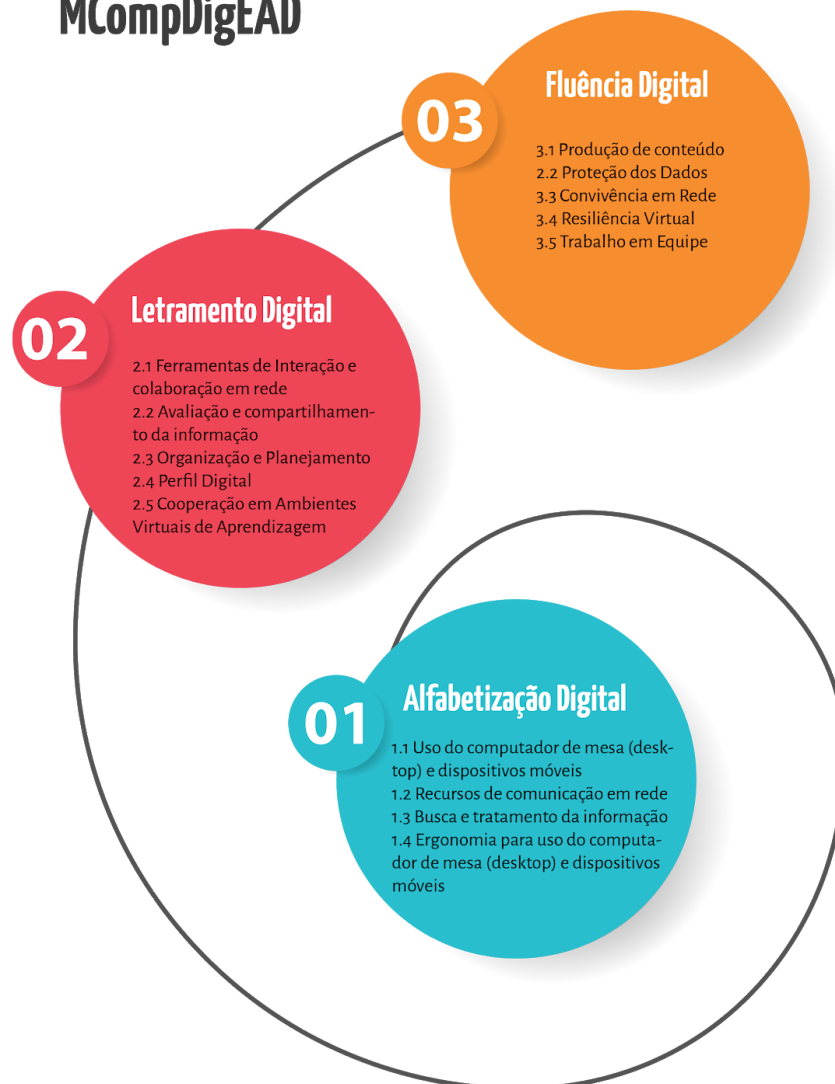 MCompDigEAD
03
Fluência Digital
3.1 Produção de conteúdo
2.2 Proteção dos Dados
3.3 Convivência em Rede
3.4 Resiliência Virtual
3.5 Trabalho em Equipe
02
Letramento Digital
2.1 Ferramentas de Interação e
colaboração em rede
2.2 Avaliação e compartilhamen-
to da informação
2.3 Organização e Planejamento
2.4 Perfil Digital
2.5 Cooperação em Ambientes
Virtuais de Aprendizagem
01
Alfabetização Digital
1.1 Uso do computador de mesa (desk-
top) e dispositivos móveis
1.2 Recursos de comunicação em rede
1.3 Busca e tratamento da informação
1.4 Ergonomia para uso do computa-
dor de mesa (desktop) e dispositivos
móveis